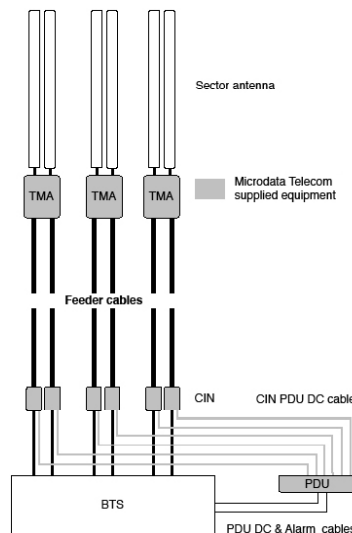 Sector antenna
TMA
TMA
TMA
Microdata Telecom
supplied equipment
Feeder cables
CIN
CIN PDU DC cable
PDU
BTS
PDU DC & Alarm cables